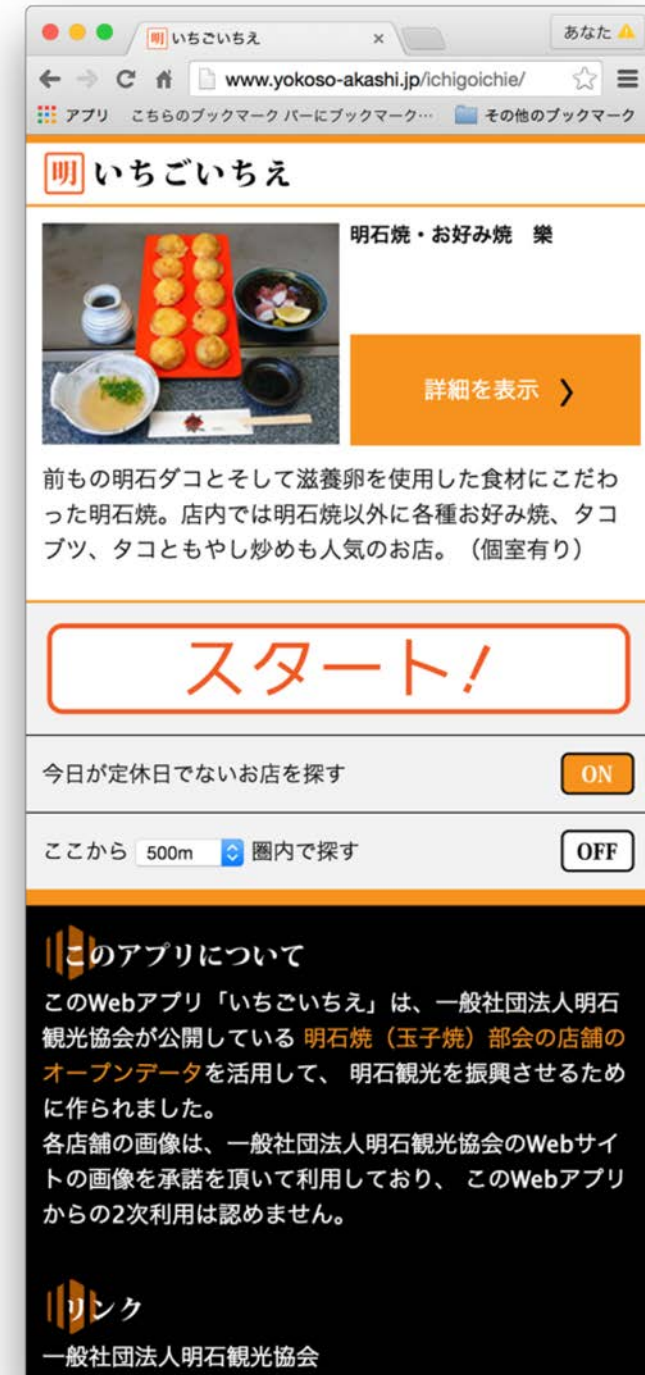 明 いちごいちえ
あなた
www.yokoso-akashi.jp/ichigoichie/
アプリ こちらのブックマーク バーにブックマーク… その他のブックマーク
明 いちごいちえ
明石焼・お好み焼 樂
詳細を表示
前もの明石ダコとそして滋養卵を使用した食材にこだわ
った明石焼。店内では明石焼以外に各種お好み焼、タコ
ブツ、タコともやし炒めも人気のお店。（個室有り）
スタート!
今日が定休日でないお店を探す ON
ここから 500m 圏内で探す OFF
このアプリについて
このWebアプリ「いちごいちえ」は、一般社団法人明石
観光協会が公開している 明石焼（玉子焼）部会の店舗の
オープンデータを活用して、 明石観光を振興させるため
に作られました。
各店舗の画像は、一般社団法人明石観光協会のWebサイ
トの画像を承諾を頂いて利用しており、 このWebアプリ
からの2次利用は認めません。
リンク
一般社団法人明石観光協会